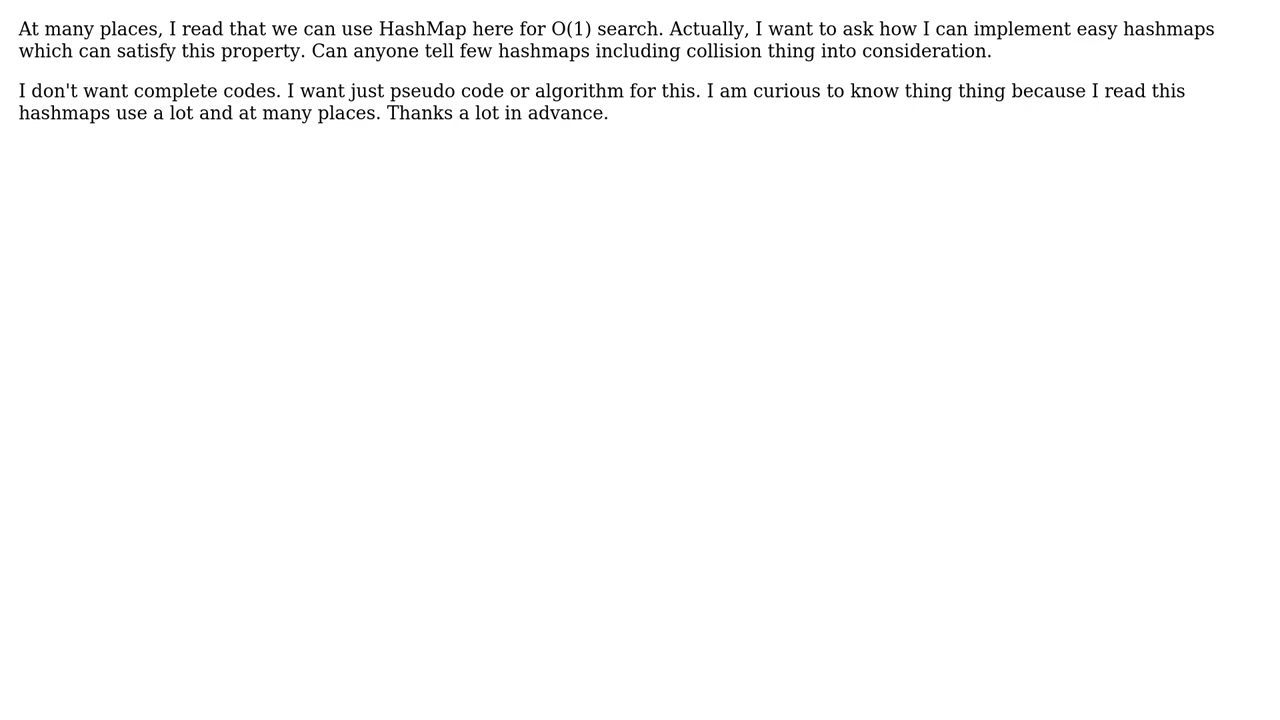 At many places, I read that we can use HashMap here for O(1) search. Actually, I want to ask how I can implement easy hashmaps
which can satisfy this property. Can anyone tell few hashmaps including collision thing into consideration.
I don't want complete codes. I want just pseudo code or algorithm for this. I am curious to know thing thing because I read this
hashmaps use a lot and at many places. Thanks a lot in advance.